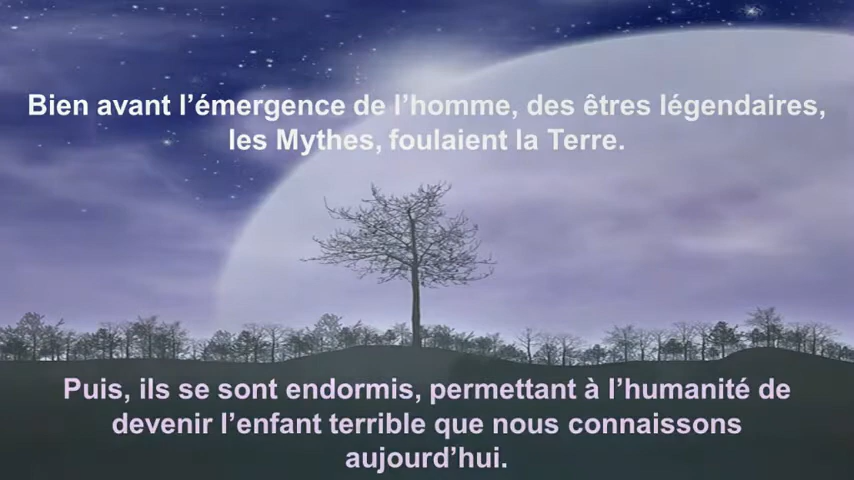 Bien avant l’émergence de l’homme, des êtres légendaires,
les Mythes, foulaient la Terre.
Puis, ils se sont endormis, permettant à l’humanité de
devenir l’enfant terrible que nous connaissons
aujourd’hui.